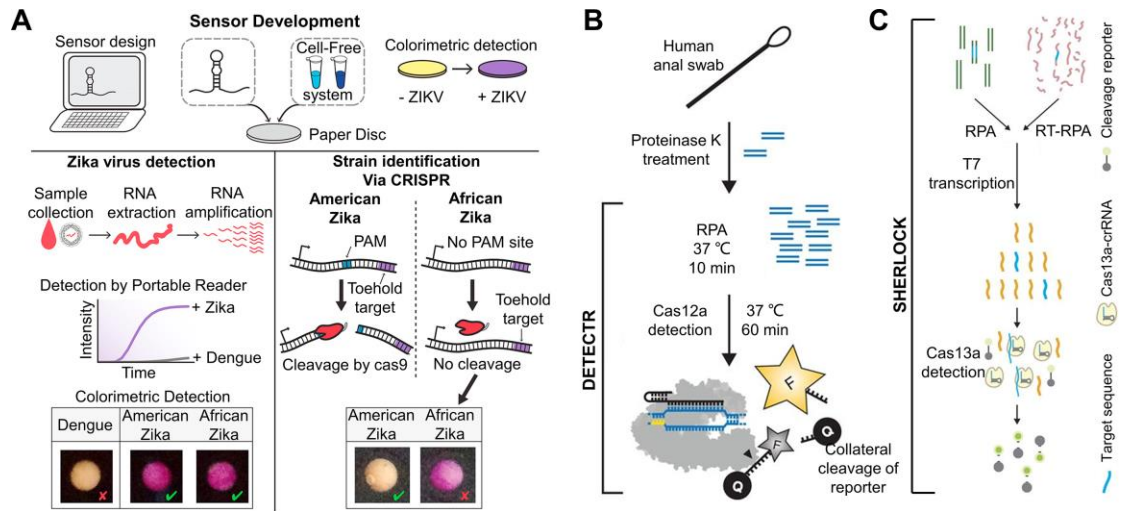 A
Sensor Development
Sensor design
Cell-Free
system
Colorimetric detection
- ZIKV
+ ZIKV
Paper Disc
Zika virus detection
Sample
collection
RNA
extraction
RNA
amplification
Detection by Portable Reader
Intensity
Time
+ Zika
+ Dengue
Colorimetric Detection
Dengue
American
Zika
African
Zika
Strain identification
Via CRISPR
American
Zika
African
Zika
PAM
No PAM site
Toehold
target
Toehold
target
Cleavage by cas9
No cleavage
American
Zika
African
Zika
B
Human
anal swab
Proteinase K
treatment
DETECTR
RPA
37 ℃
10 min
Cas12a
detection
37 ℃
60 min
F
F
Q
Q
Collateral
cleavage of
reporter
C
SHERLOCK
RPA
RT-RPA
T7
transcription
Cas13a
detection
Cleavage reporter
Cas13a-crRNA
Target sequence